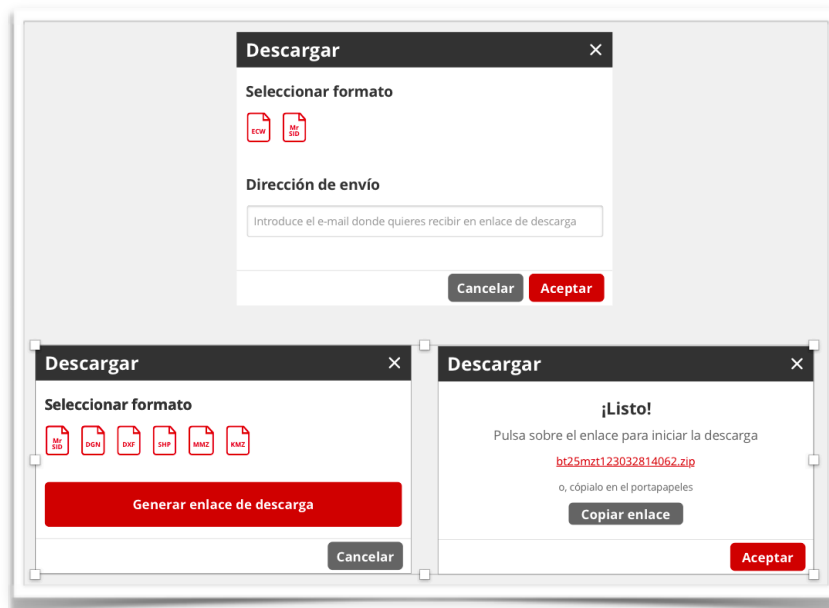 Descargar
Seleccionar formato
ECW Mr SID
Dirección de envío
Introduce el e-mail donde quieres recibir en enlace de descarga
Cancelar Aceptar
Descargar
Seleccionar formato
Mr SID DGN DXF SHP MMZ KMZ
Generar enlace de descarga
Cancelar
Descargar
¡Listo!
Pulsa sobre el enlace para iniciar la descarga
bt25mzt123032814062.zip
o, cópialo en el portapapeles
Copiar enlace
Aceptar